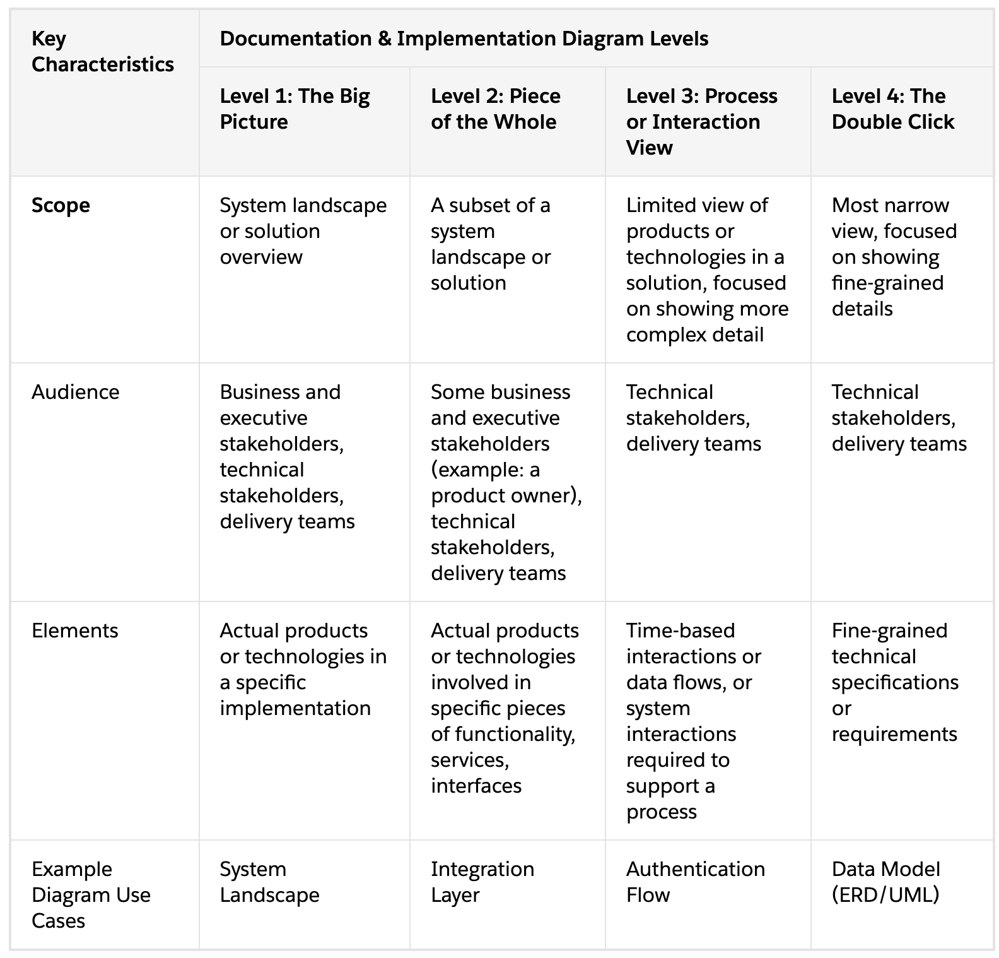 Key
Characteristics
Documentation & Implementation Diagram Levels
Level 1: The Big
Picture
Level 2: Piece
of the Whole
Level 3: Process
or Interaction
View
Level 4: The
Double Click
Scope
System landscape
or solution
overview
A subset of a
system
landscape or
solution
Limited view of
products or
technologies in a
solution, focused
on showing more
complex detail
Most narrow
view, focused
on showing
fine-grained
details
Audience
Business and
executive
stakeholders,
technical
stakeholders,
delivery teams
Some business
and executive
stakeholders
(example: a
product owner),
technical
stakeholders,
delivery teams
Technical
stakeholders,
delivery teams
Technical
stakeholders,
delivery teams
Elements
Actual products
or technologies in
a specific
implementation
Actual products
or technologies
involved in
specific pieces
of functionality,
services,
interfaces
Time-based
interactions or
data flows, or
system
interactions
required to
support a
process
Fine-grained
technical
specifications
or
requirements
Example
Diagram Use
Cases
System
Landscape
Integration
Layer
Authentication
Flow
Data Model
(ERD/UML)